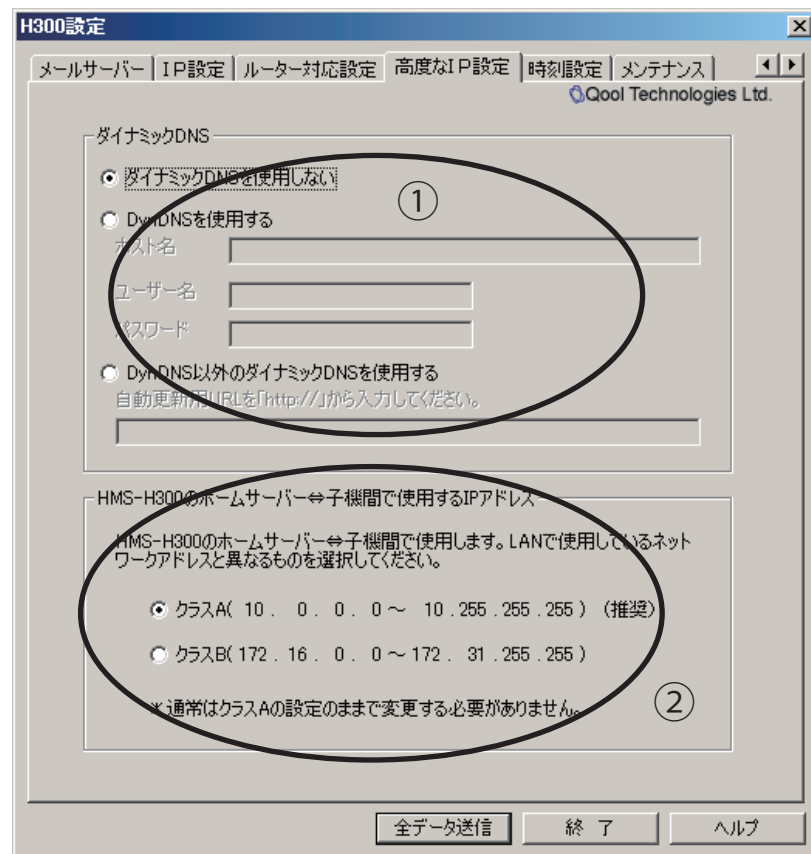 H300設定
メールサーバー
IP設定
ルーター対応設定
高度なIP設定
時刻設定
メンテナンス
Qool Technologies Ltd.
ダイナミックDNS
ダイナミックDNSを使用しない
①
DynDNSを使用する
ホスト名
ユーザー名
パスワード
DynDNS以外のダイナミックDNSを使用する
自動更新用URLを「http://」から入力してください。
HMS-H300のホームサーバー⇔子機間で使用するIPアドレス
HMS-H300のホームサーバー⇔子機間で使用します。LANで使用しているネット
ワークアドレスと異なるものを選択してください。
クラスA( 10 . 0 . 0 . 0 ～ 10 . 255 . 255 . 255 ) (推奨)
クラスB( 172 . 16 . 0 . 0 ～ 172 . 31 . 255 . 255 )
*通常はクラスAの設定のままで変更する必要がありません。
②
全データ送信
終 了
ヘルプ